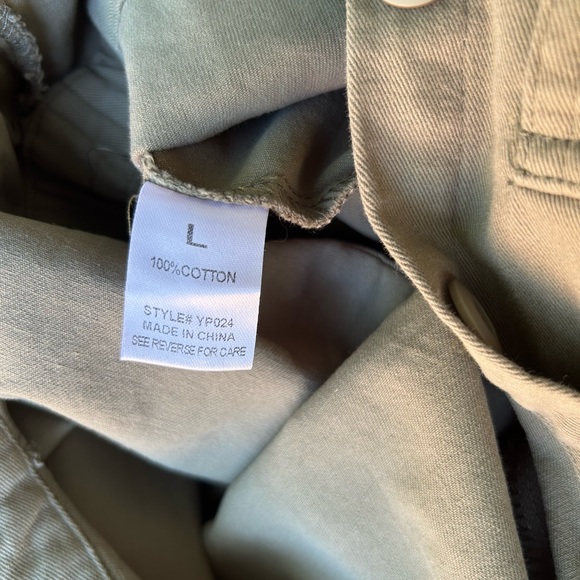 L
100%COTTON
STYLE# YP024
MADE IN CHINA
SEE REVERSE FOR CARE